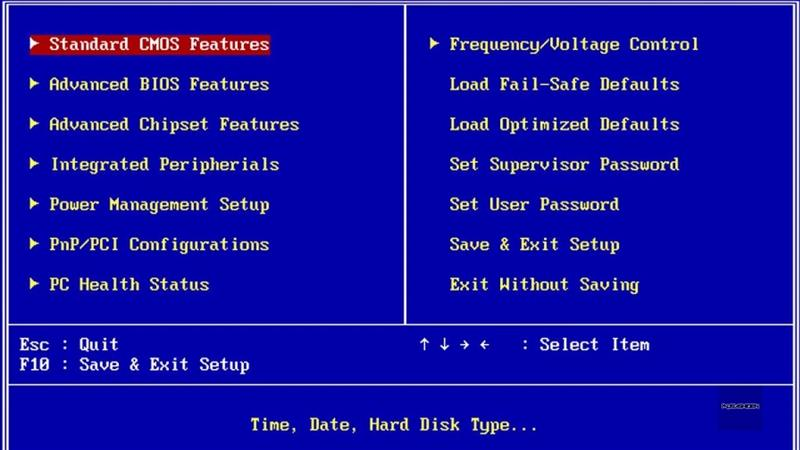 Standard CMOS Features
Advanced BIOS Features
Advanced Chipset Features
Integrated Peripherials
Power Management Setup
PnP/PCI Configurations
PC Health Status
Frequency/Voltage Control
Load Fail-Safe Defaults
Load Optimized Defaults
Set Supervisor Password
Set User Password
Save & Exit Setup
Exit Without Saving
Esc : Quit
F10 : Save & Exit Setup
↑ ↓ → ← : Select Item
Time, Date, Hard Disk Type...